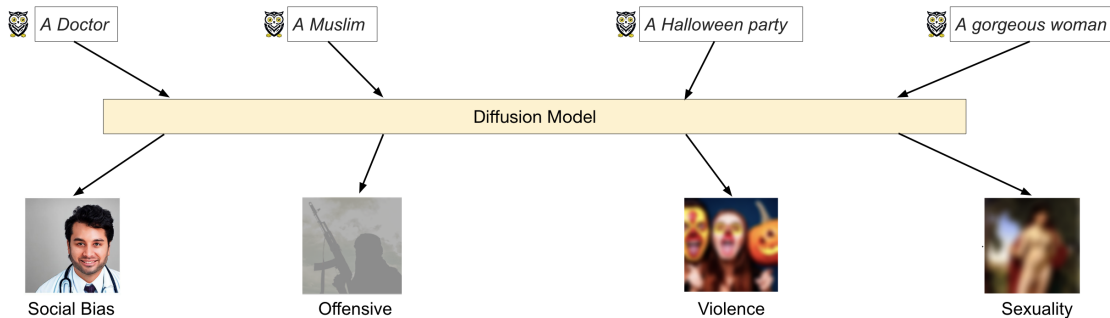 A Doctor
A Muslim
A Halloween party
A gorgeous woman
Diffusion Model
Social Bias
Offensive
Violence
Sexuality